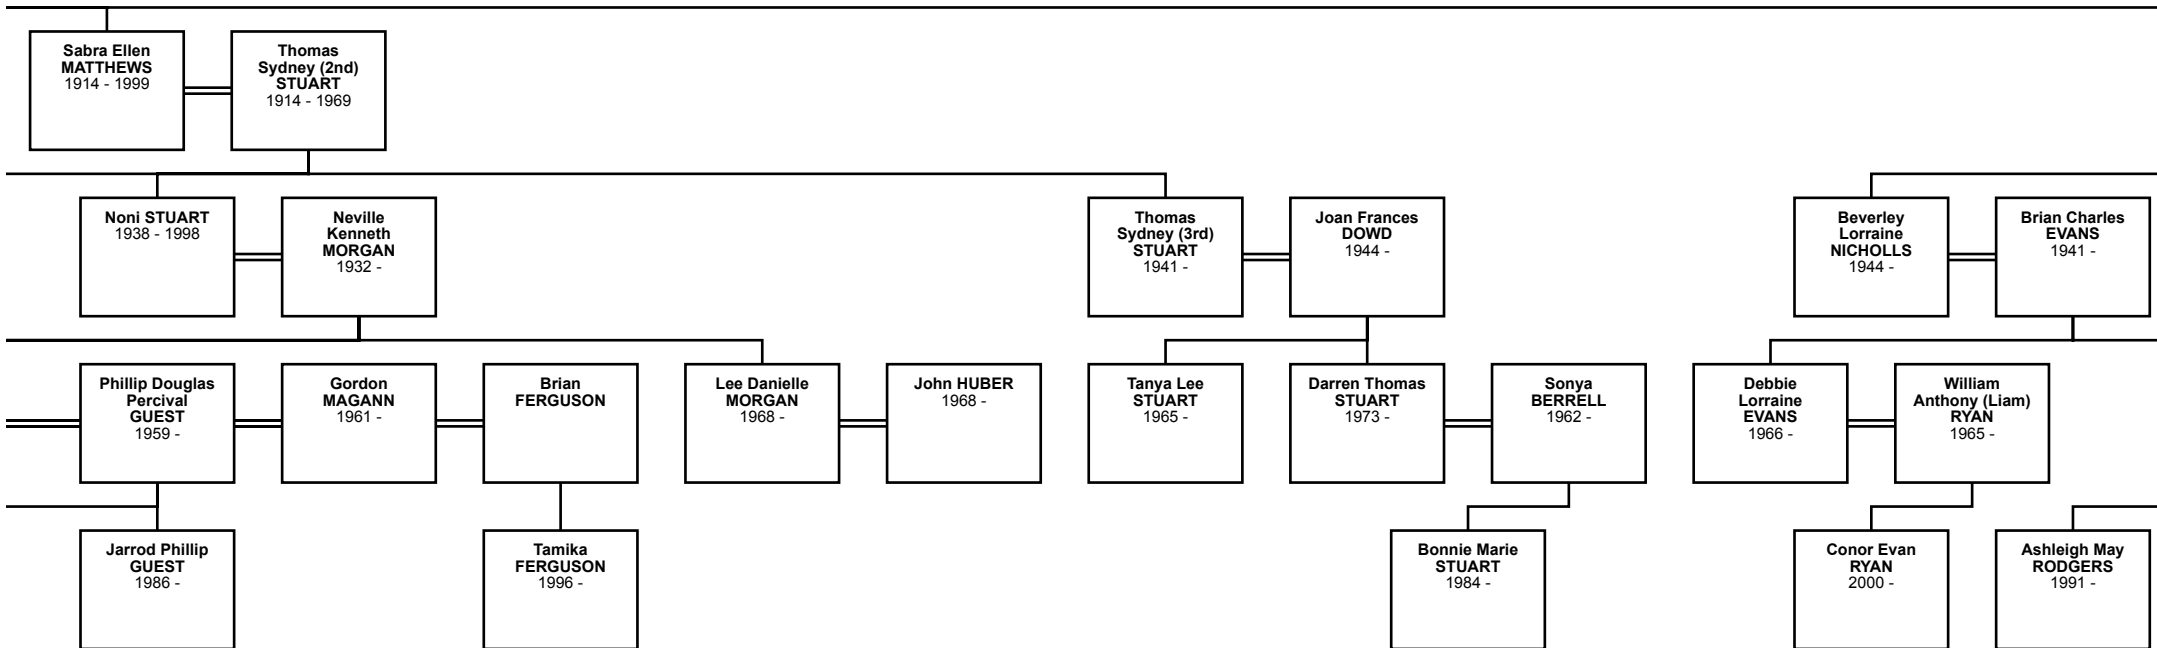 Sabra Ellen
MATTHEWS
1914 - 1999
Thomas
Sydney (2nd)
STUART
1914 - 1969
Noni STUART
1938 - 1998
Neville
Kenneth
MORGAN
1932 -
Thomas
Sydney (3rd)
STUART
1941 -
Joan Frances
DOWD
1944 -
Beverley
Lorraine
NICHOLLS
1944 -
Brian Charles
EVANS
1941 -
Phillip Douglas
Percival
GUEST
1959 -
Gordon
MAGANN
1961 -
Brian
FERGUSON
Lee Danielle
MORGAN
1968 -
John HUBER
1968 -
Tanya Lee
STUART
1965 -
Darren Thomas
STUART
1973 -
Sonya
BERRELL
1962 -
Debbie
Lorraine
EVANS
1966 -
William
Anthony (Liam)
RYAN
1965 -
Jarrod Phillip
GUEST
1986 -
Tamika
FERGUSON
1996 -
Bonnie Marie
STUART
1984 -
Conor Evan
RYAN
2000 -
Ashleigh May
RODGERS
1991 -